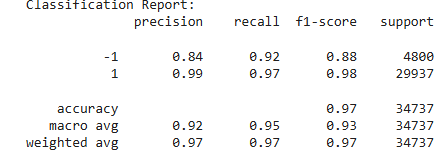 Classification Report:
precision recall f1-score support
-1 0.84 0.92 0.88 4800
1 0.99 0.97 0.98 29937
accuracy 0.97 34737
macro avg 0.92 0.95 0.93 34737
weighted avg 0.97 0.97 0.97 34737